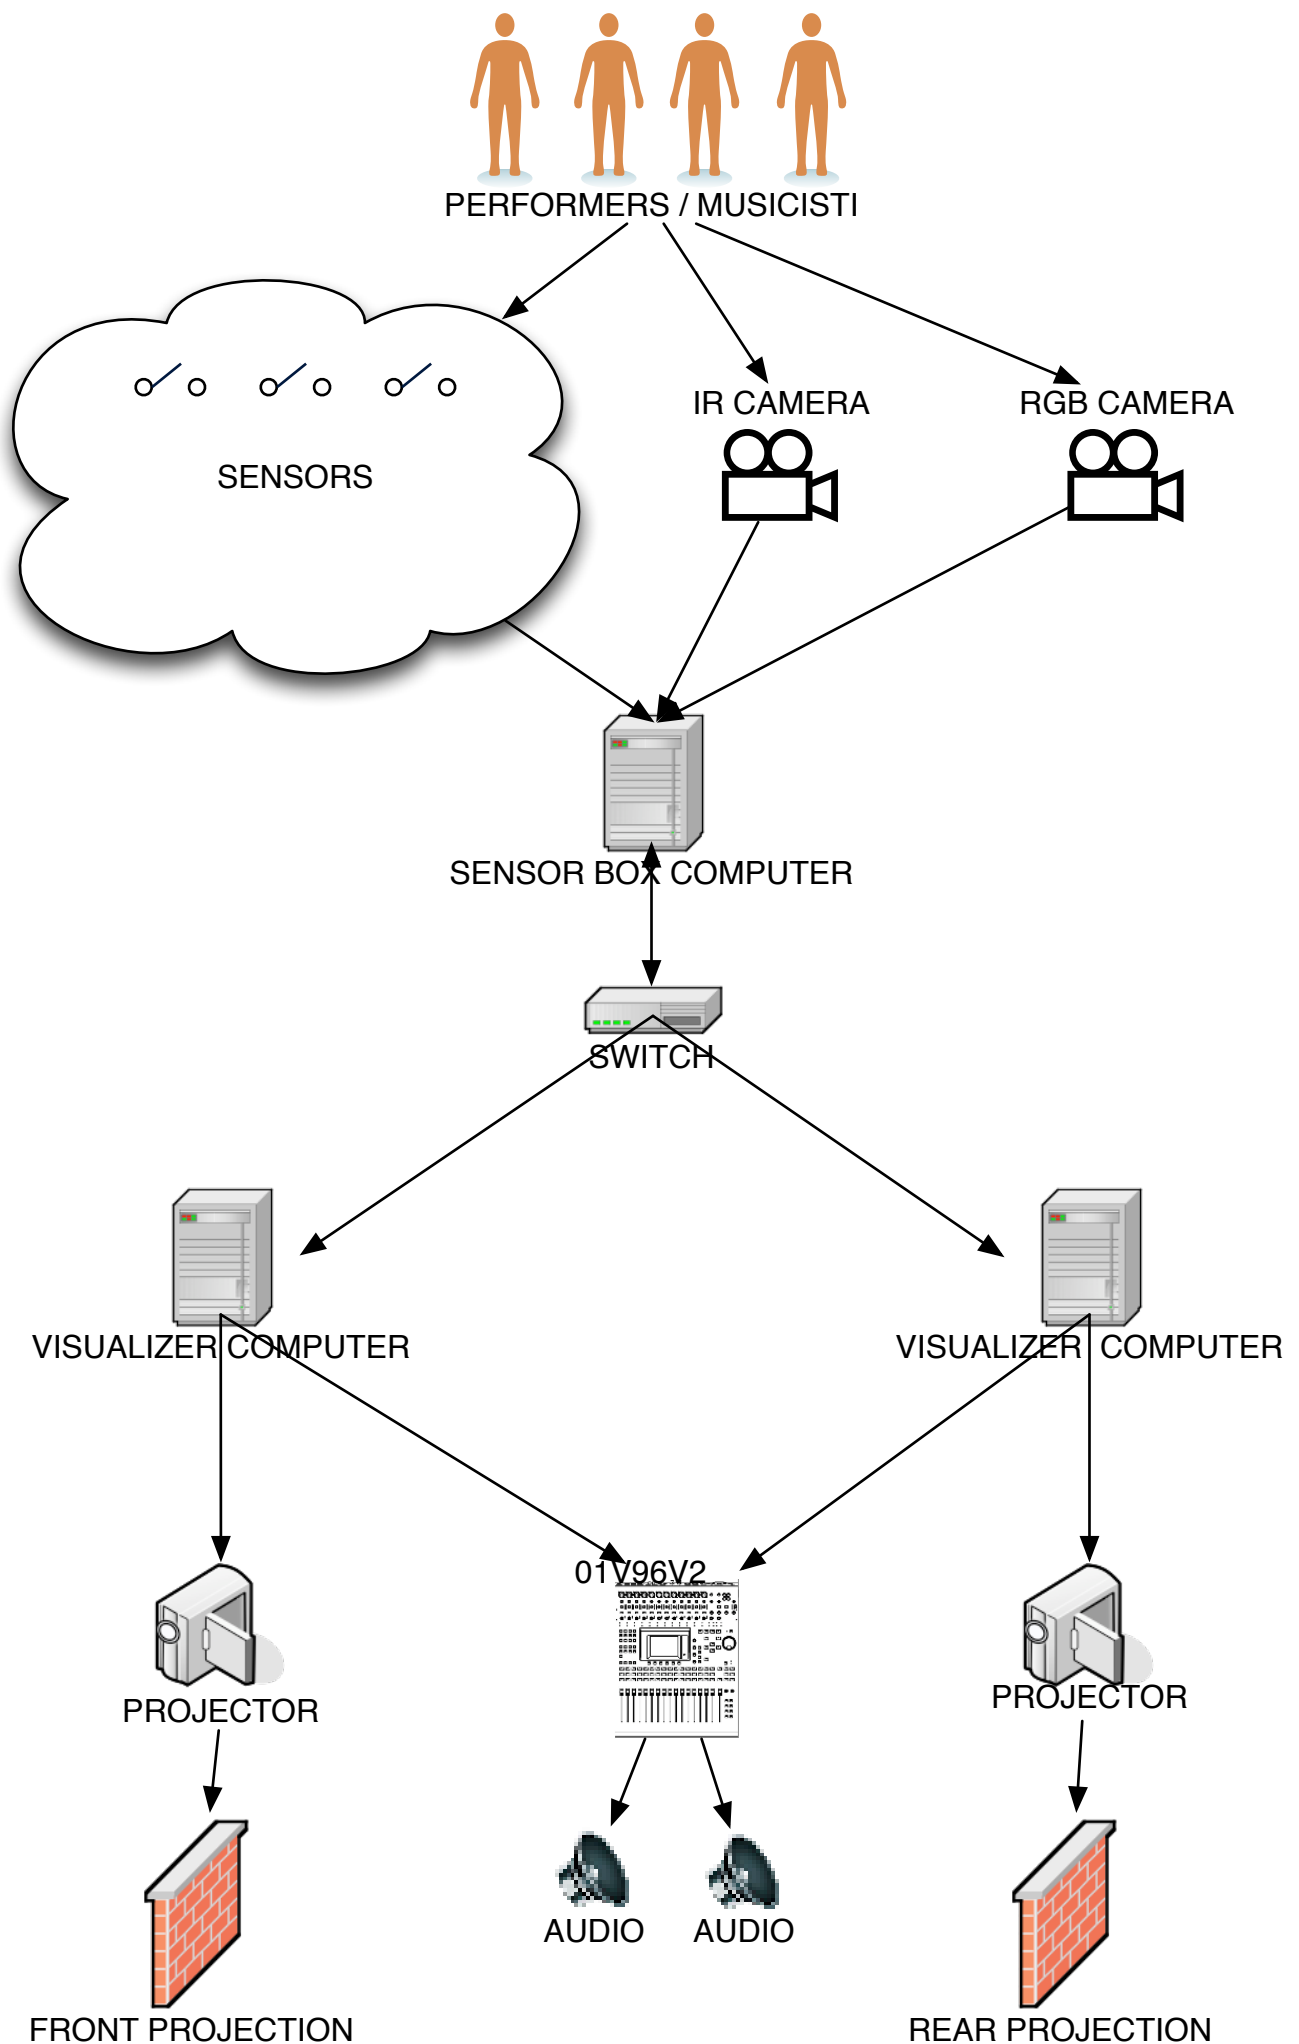 PERFORMERS / MUSICISTI
IR CAMERA
RGB CAMERA
SENSORS
SENSOR BOX COMPUTER
SWITCH
VISUALIZER COMPUTER
VISUALIZER COMPUTER
01V96V2
PROJECTOR
PROJECTOR
AUDIO
AUDIO
FRONT PROJECTION
REAR PROJECTION